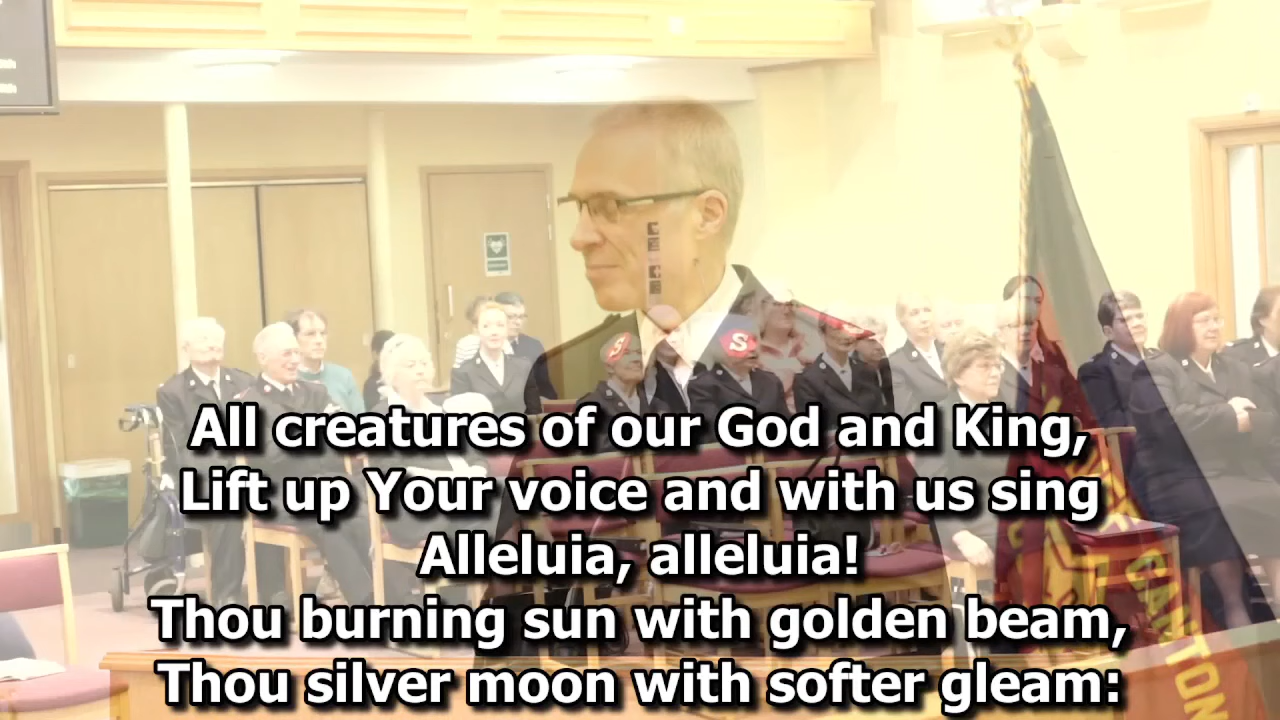 All creatures of our God and King,
Lift up Your voice and with us sing
Alleluia, alleluia!
Thou burning sun with golden beam,
Thou silver moon with softer gleam:
S
S
CANTON